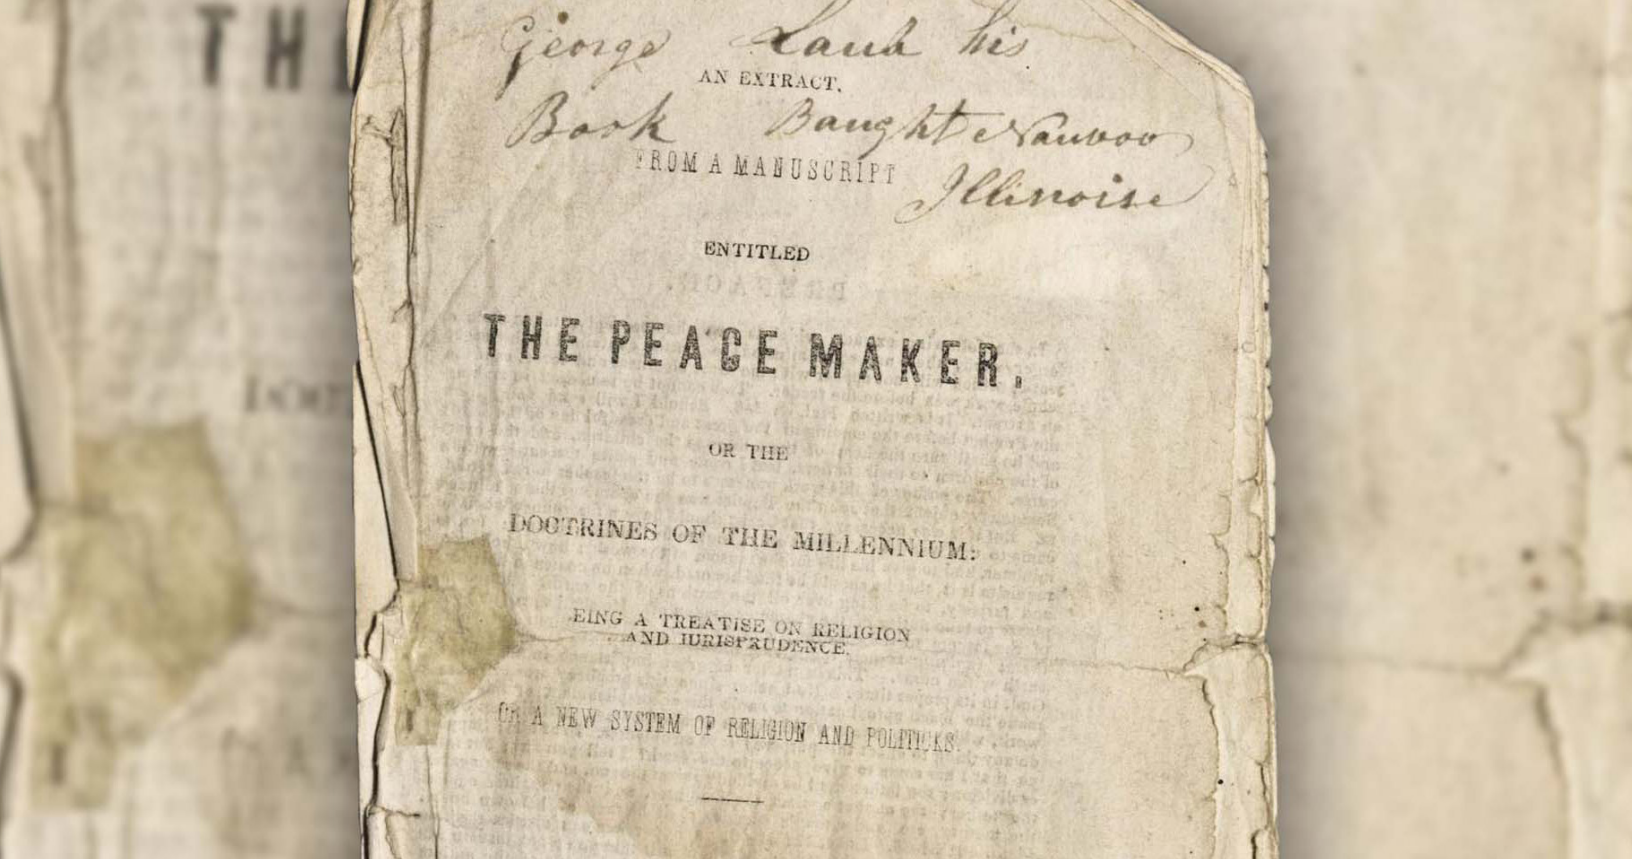 George Laub his
AN EXTRACT,
Book Baught Nauvoo
FROM A MANUSCRIPT
Illinoise
ENTITLED
THE PEACE MAKER,
OR THE
DOCTRINES OF THE MILLENNIUM:
EING A TREATISE ON RELIGION
AND JURISPRUDENCE.
OR A NEW SYSTEM OF RELIGION AND POLITICKS.